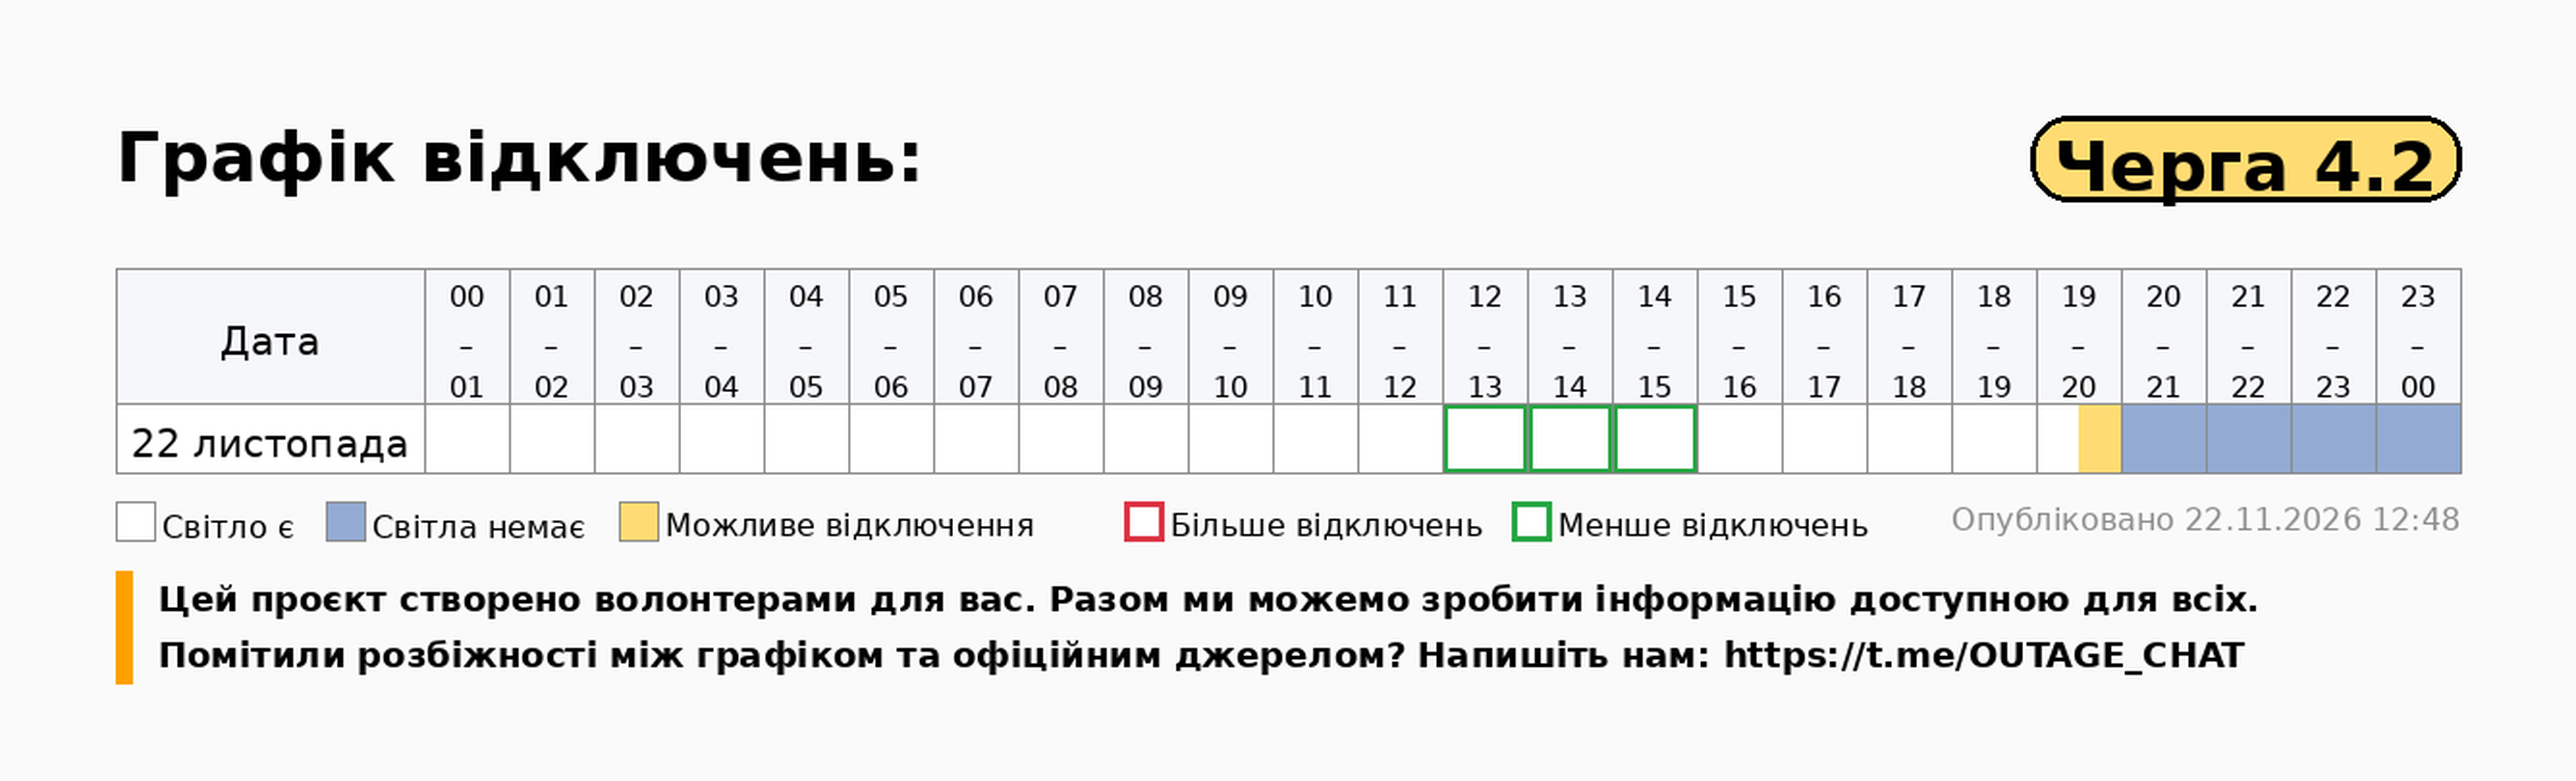 Графік відключень:
Черга 4.2
Дата 00 – 01 01 – 02 02 – 03 03 – 04 04 – 05 05 – 06 06 – 07 07 – 08 08 – 09 09 – 10 10 – 11 11 – 12 12 – 13 13 – 14 14 – 15 15 – 16 16 – 17 17 – 18 18 – 19 19 – 20 20 – 21 21 – 22 22 – 23 23 – 00
22 листопада
Світло є Світла немає Можливе відключення Більше відключень Менше відключень Опубліковано 22.11.2026 12:48
Цей проєкт створено волонтерами для вас. Разом ми можемо зробити інформацію доступною для всіх.
Помітили розбіжності між графіком та офіційним джерелом? Напишіть нам: https://t.me/OUTAGE_CHAT